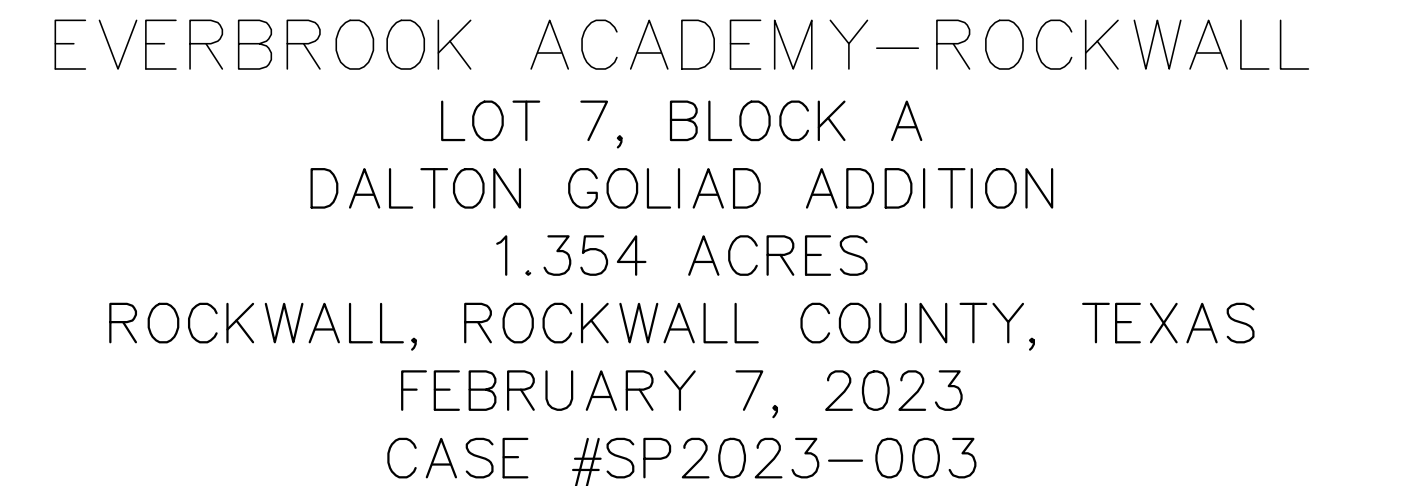 EVERBROOK ACADEMY-ROCKWALL
LOT 7, BLOCK A
DALTON GOLIAD ADDITION
1.354 ACRES
ROCKWALL, ROCKWALL COUNTY, TEXAS
FEBRUARY 7, 2023
CASE #SP2023-003